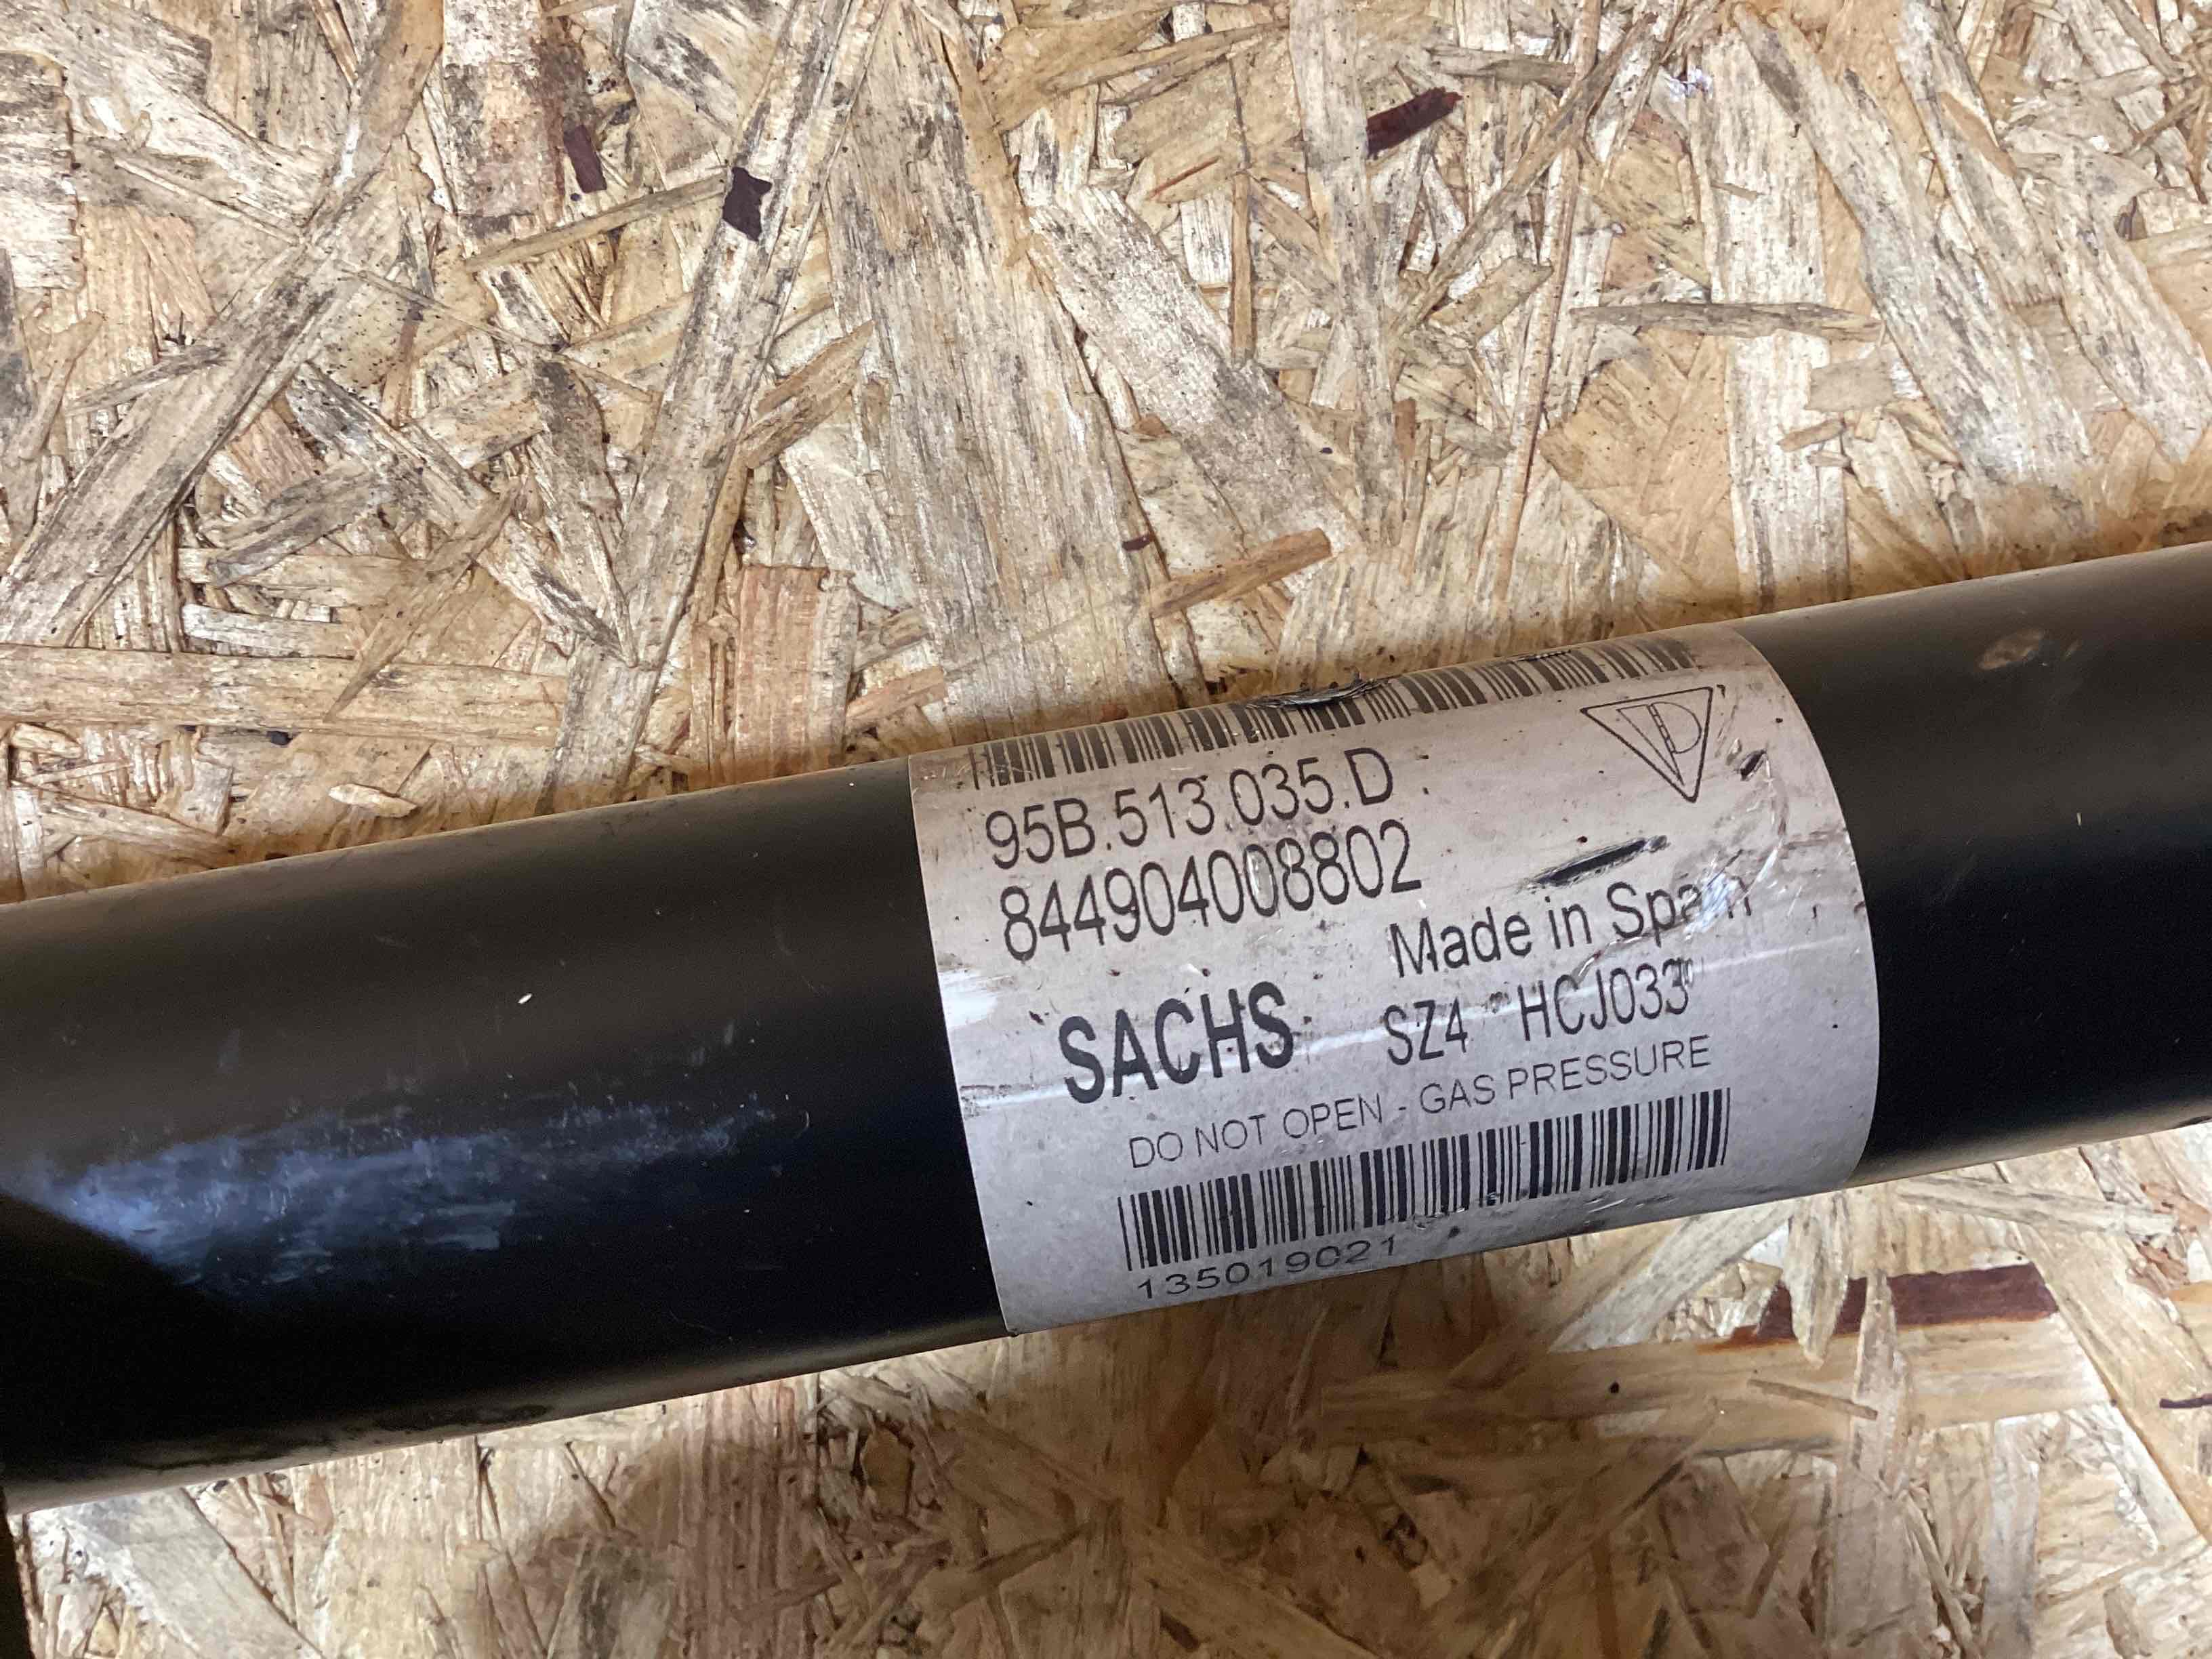 95B.513.035.D
844904008802
Made in Spain
SACHS SZ4 HCJ033
DO NOT OPEN - GAS PRESSURE
135019021